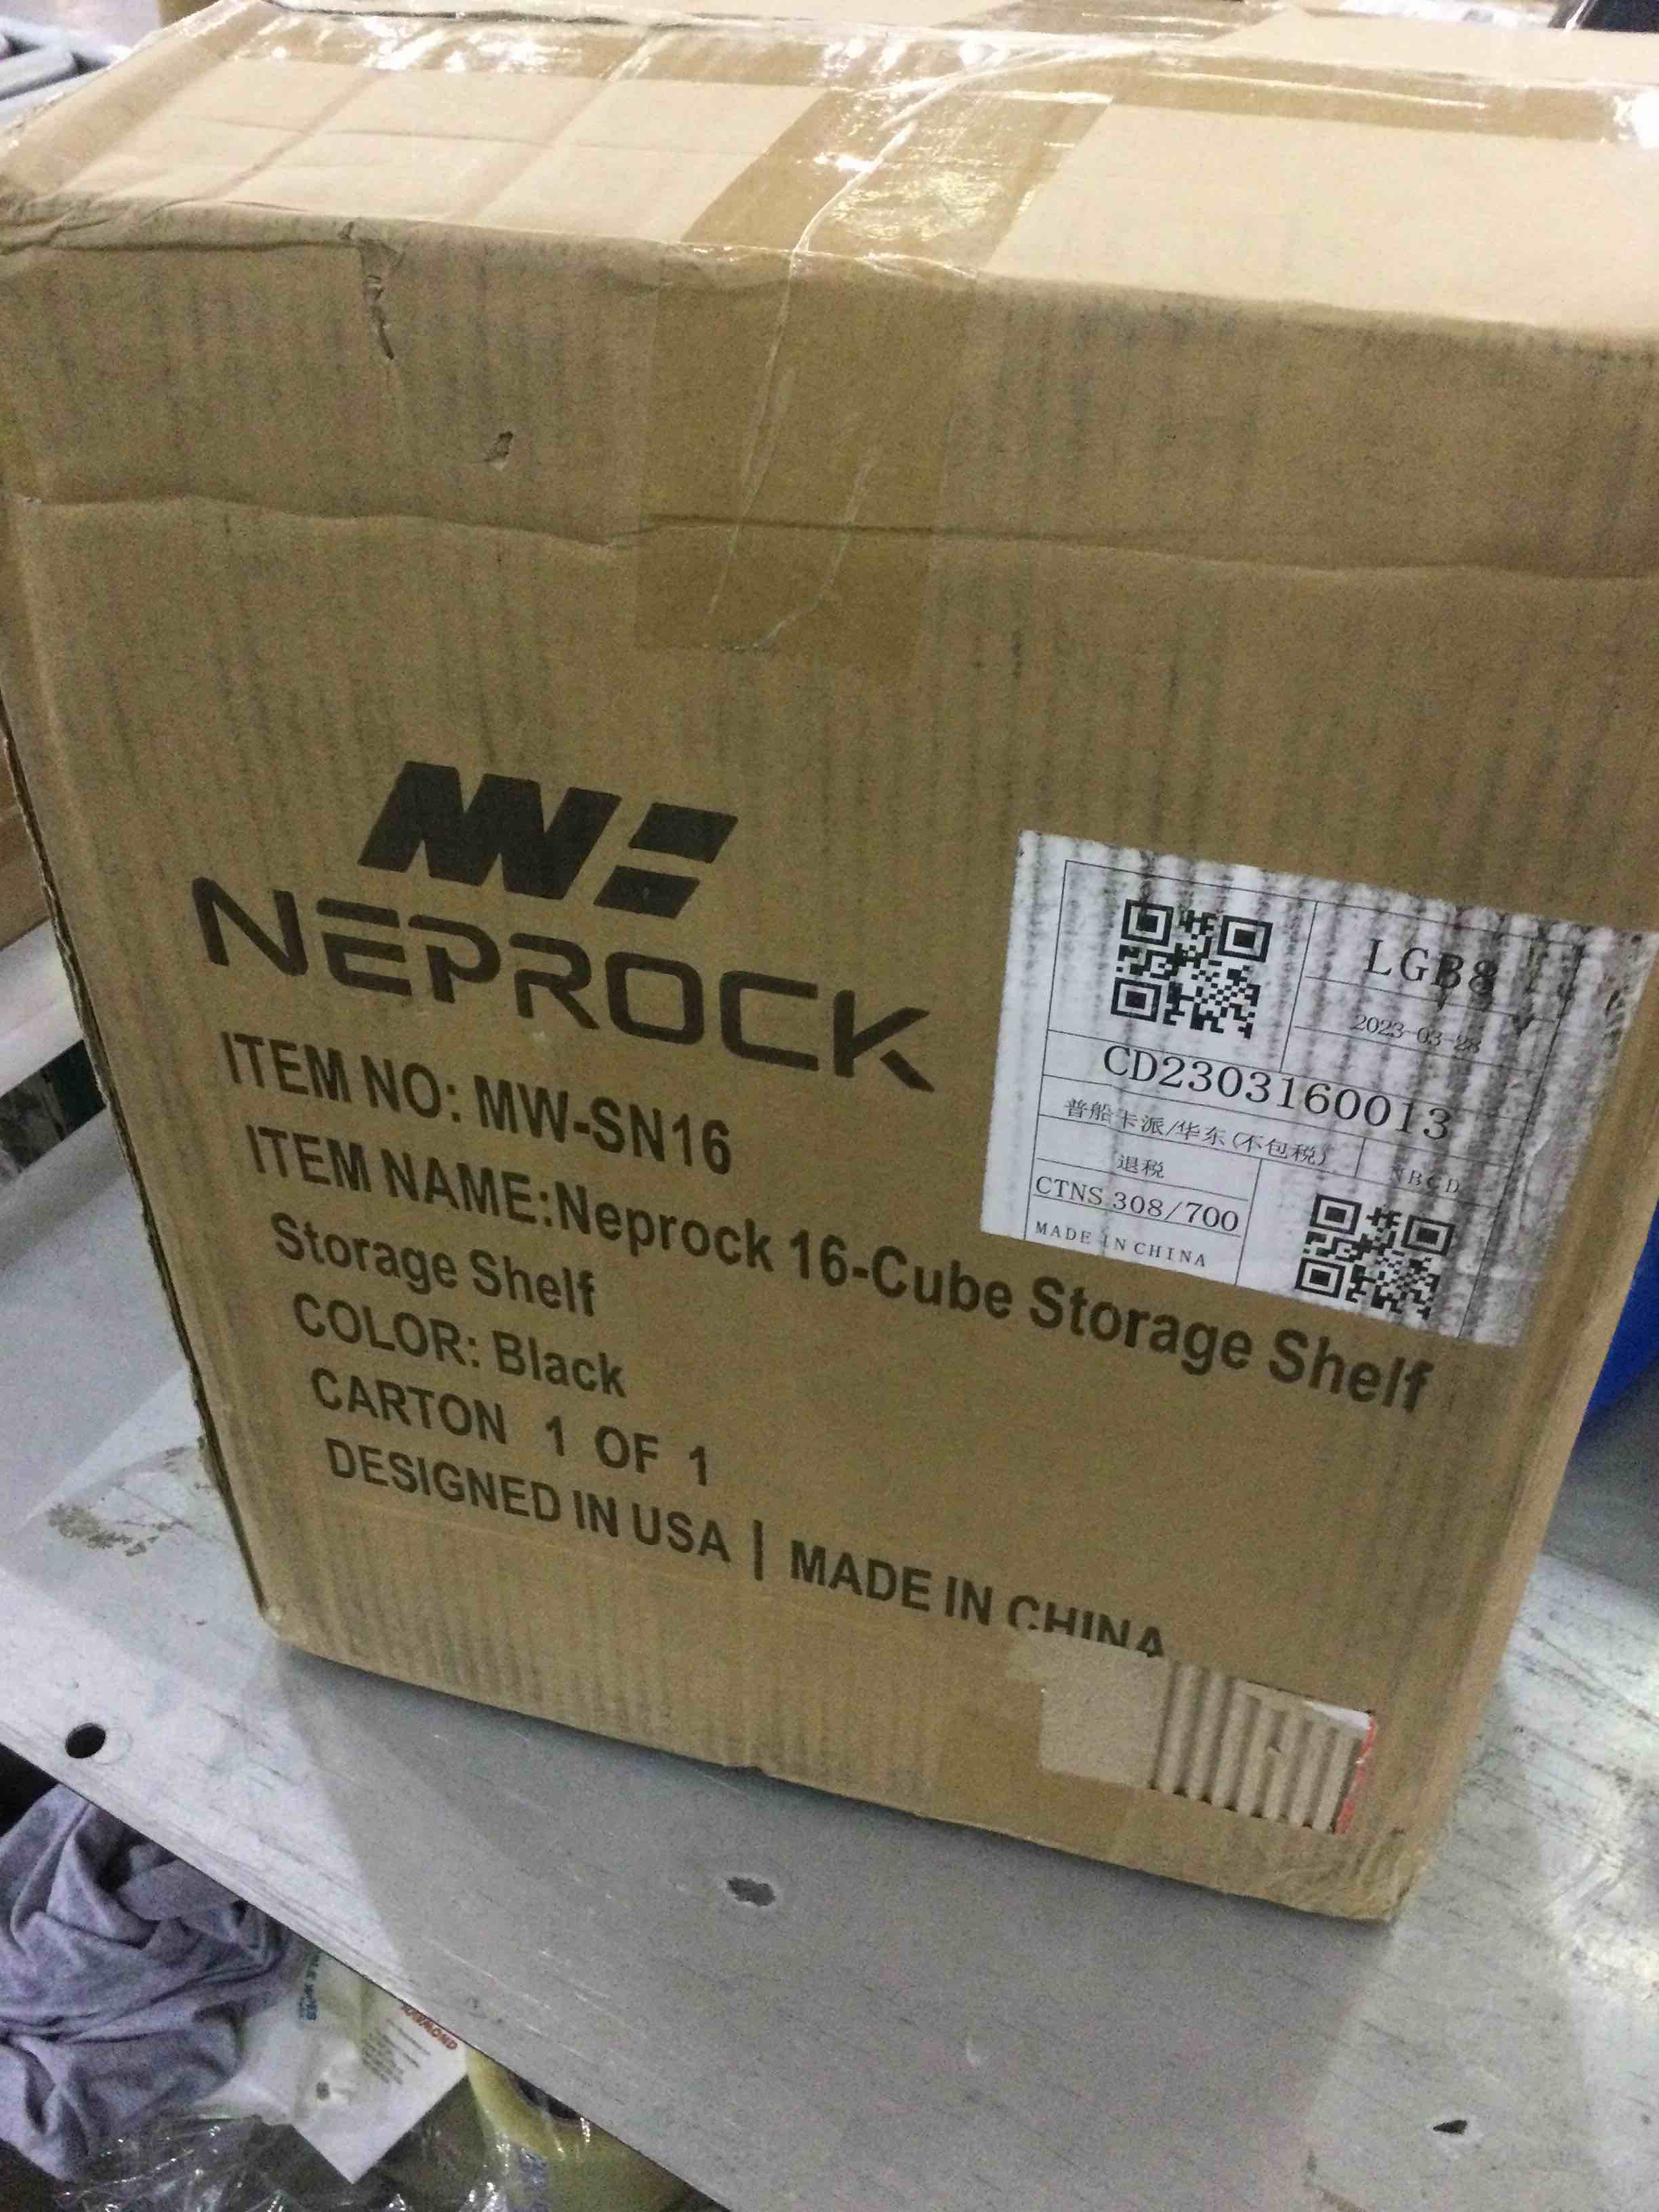 NEPROCK
ITEM NO: MW-SN16
ITEM NAME:Neprock 16-Cube Storage Shelf
Storage Shelf
COLOR: Black
CARTON 1 OF 1
DESIGNED IN USA | MADE IN CHINA
LGB8
2023-03-28
CD2303160013
普船卡派/华东(不包税)
NBCD
退税
CTNS 308/700
MADE IN CHINA